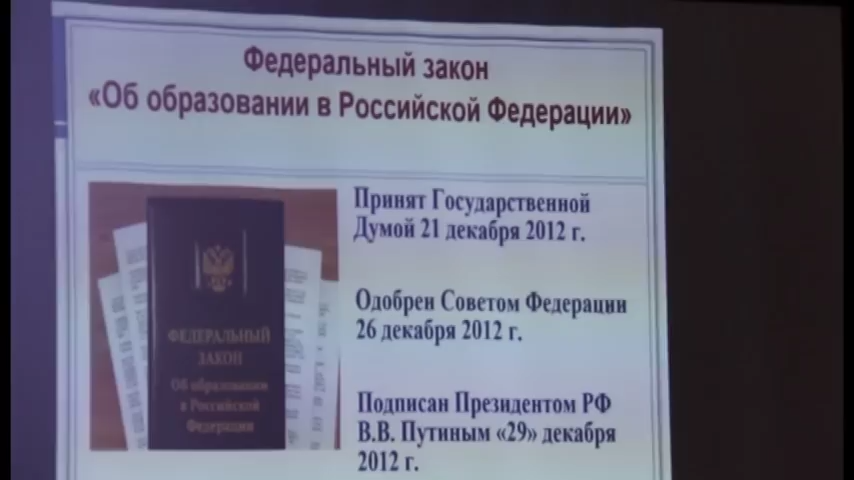 Федеральный закон
«Об образовании в Российской Федерации»
Принят Государственной
Думой 21 декабря 2012 г.
Одобрен Советом Федерации
26 декабря 2012 г.
Подписан Президентом РФ
В.В. Путиным «29» декабря
2012 г.
ФЕДЕРАЛЬНЫЙ
ЗАКОН
Об образовании
в Российской
Федерации